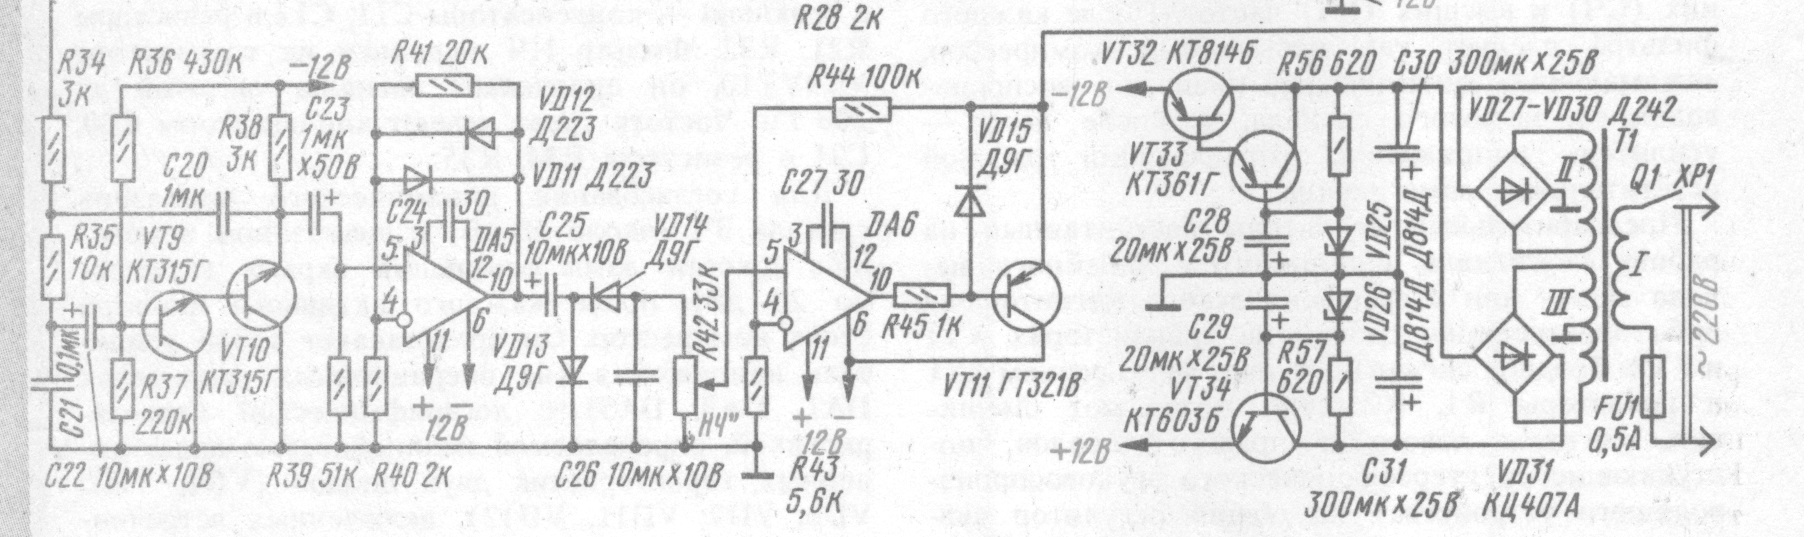 R28 2к
-12В
R34
3к
R36 430к
-12В
R38
3к
C23
1мк
×50В
C20
1мк
+
R35
10к
VT9
КТ315Г
VT10
КТ315Г
C21
0,1мк
R37
220к
C22 10мк×10В
R39 51к
R40 2к
R41 20к
VD12
Д223
VD11 Д223
C24
30
5
3
DA5
12
10
4
6
11
+
-
12В
C25
10мк×10В
+
VD14
Д9Г
VD13
Д9Г
R42 33к
„НЧ"
C26 10мк×10В
R44 100к
C27 30
DA6
5
3
12
10
4
6
11
+
-
12В
R43
5,6К
R45 1к
VD15
Д9Г
VT11 ГТ321В
VT32 КТ814Б
-12В
VT33
КТ361Г
R56 620
C30 300мк×25В
+
C28
20мк×25В
+
C29
20мк×25В
+
VD25
Д814Д
VD26
Д814Д
R57
620
VT34
КТ603Б
+12В
+
C31
300мк×25В
VD27-VD30 Д242
VD31
КЦ407А
T1
II
I
III
Q1
XP1
~220В
FU1
0,5А